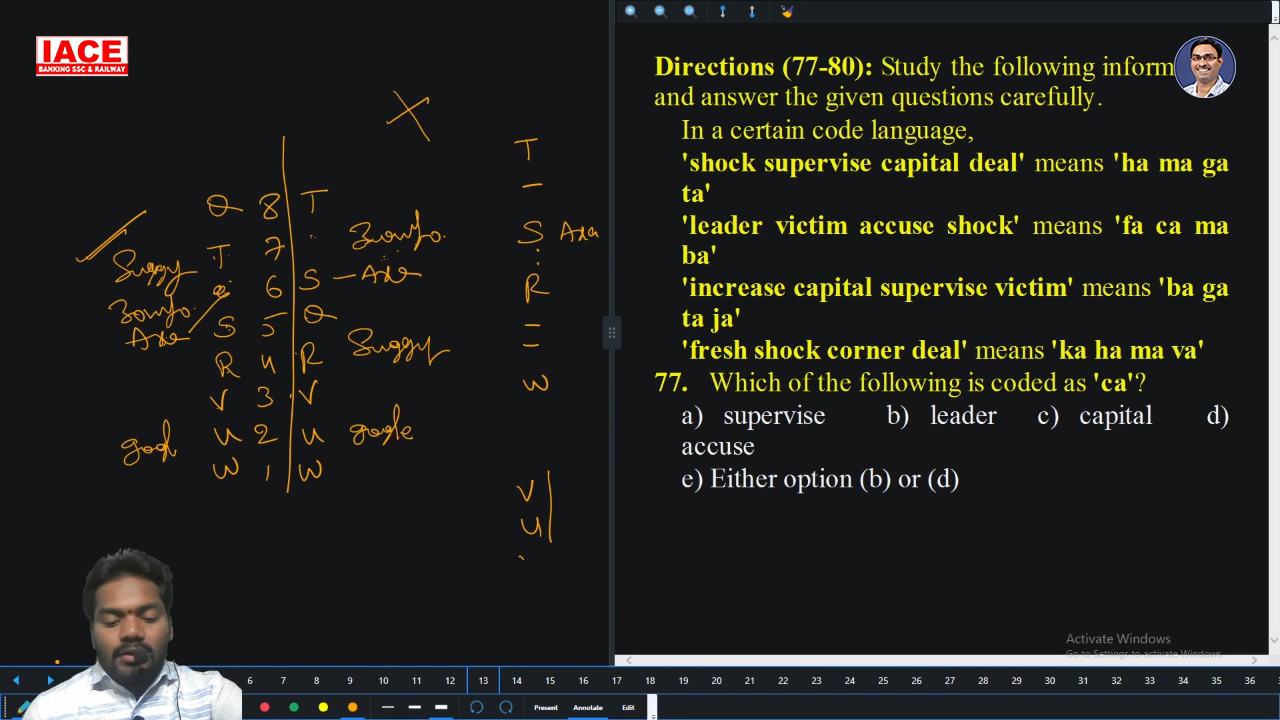 IACE
BANKING SSC & RAILWAY
X
T
Q 8 T
T 7
S
R
W
6 S
S 5 Q
R 4 R
V 3 V
U 2 U google
W 1 W
V
U
Directions (77-80): Study the following inform
and answer the given questions carefully.
In a certain code language,
'shock supervise capital deal' means 'ha ma ga
ta'
'leader victim accuse shock' means 'fa ca ma
ba'
'increase capital supervise victim' means 'ba ga
ta ja'
'fresh shock corner deal' means 'ka ha ma va'
77. Which of the following is coded as 'ca'?
a) supervise b) leader c) capital d)
accuse
e) Either option (b) or (d)
Activate Windows
Go to Settings to activate Windows.
6 7 8 9 10 11 12 13 14 15 16 17 18 19 20 21 22 23 24 25 26 27 28 29 30 31 32 33 34 35 36
Present Annotate Edit